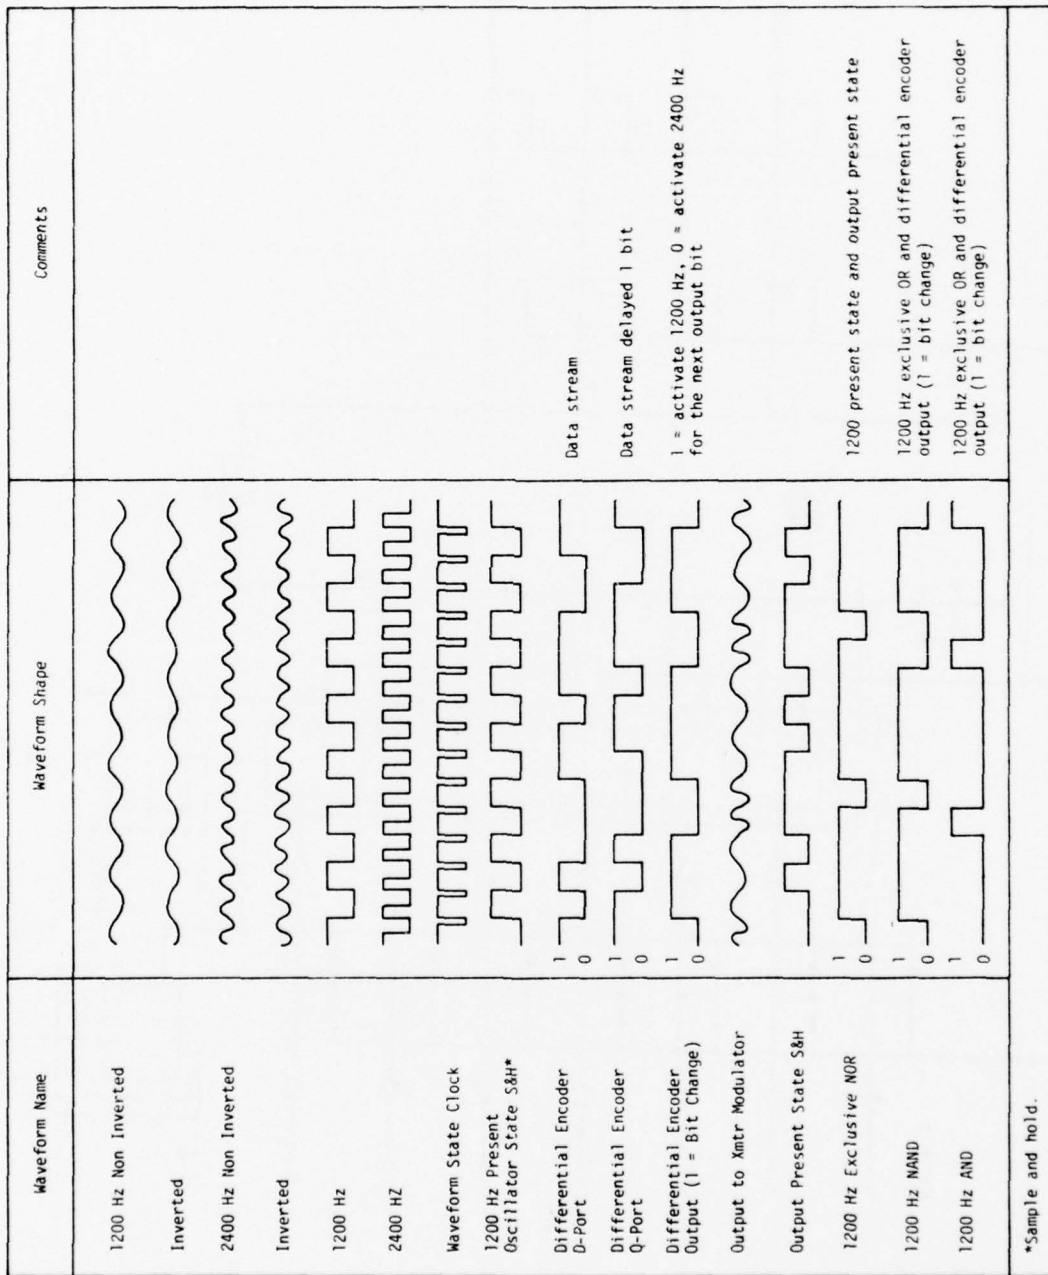 Waveform Name
Waveform Shape
Comments
1200 Hz Non Inverted
Inverted
2400 Hz Non Inverted
Inverted
1200 Hz
2400 HZ
Waveform State Clock
1200 Hz Present
Oscillator State S&H*
Differential Encoder
D-Port
1
0
Data stream
Differential Encoder
Q-Port
1
0
Data stream delayed 1 bit
Differential Encoder
Output (1 = Bit Change)
1
0
1 = activate 1200 Hz, 0 = activate 2400 Hz
for the next output bit
Output to Xmtr Modulator
Output Present State S&H
1200 Hz Exclusive NOR
1
0
1200 present state and output present state
1200 Hz NAND
1
0
1200 Hz exclusive OR and differential encoder
output (1 = bit change)
1200 Hz AND
1
0
1200 Hz exclusive OR and differential encoder
output (1 = bit change)
*Sample and hold.